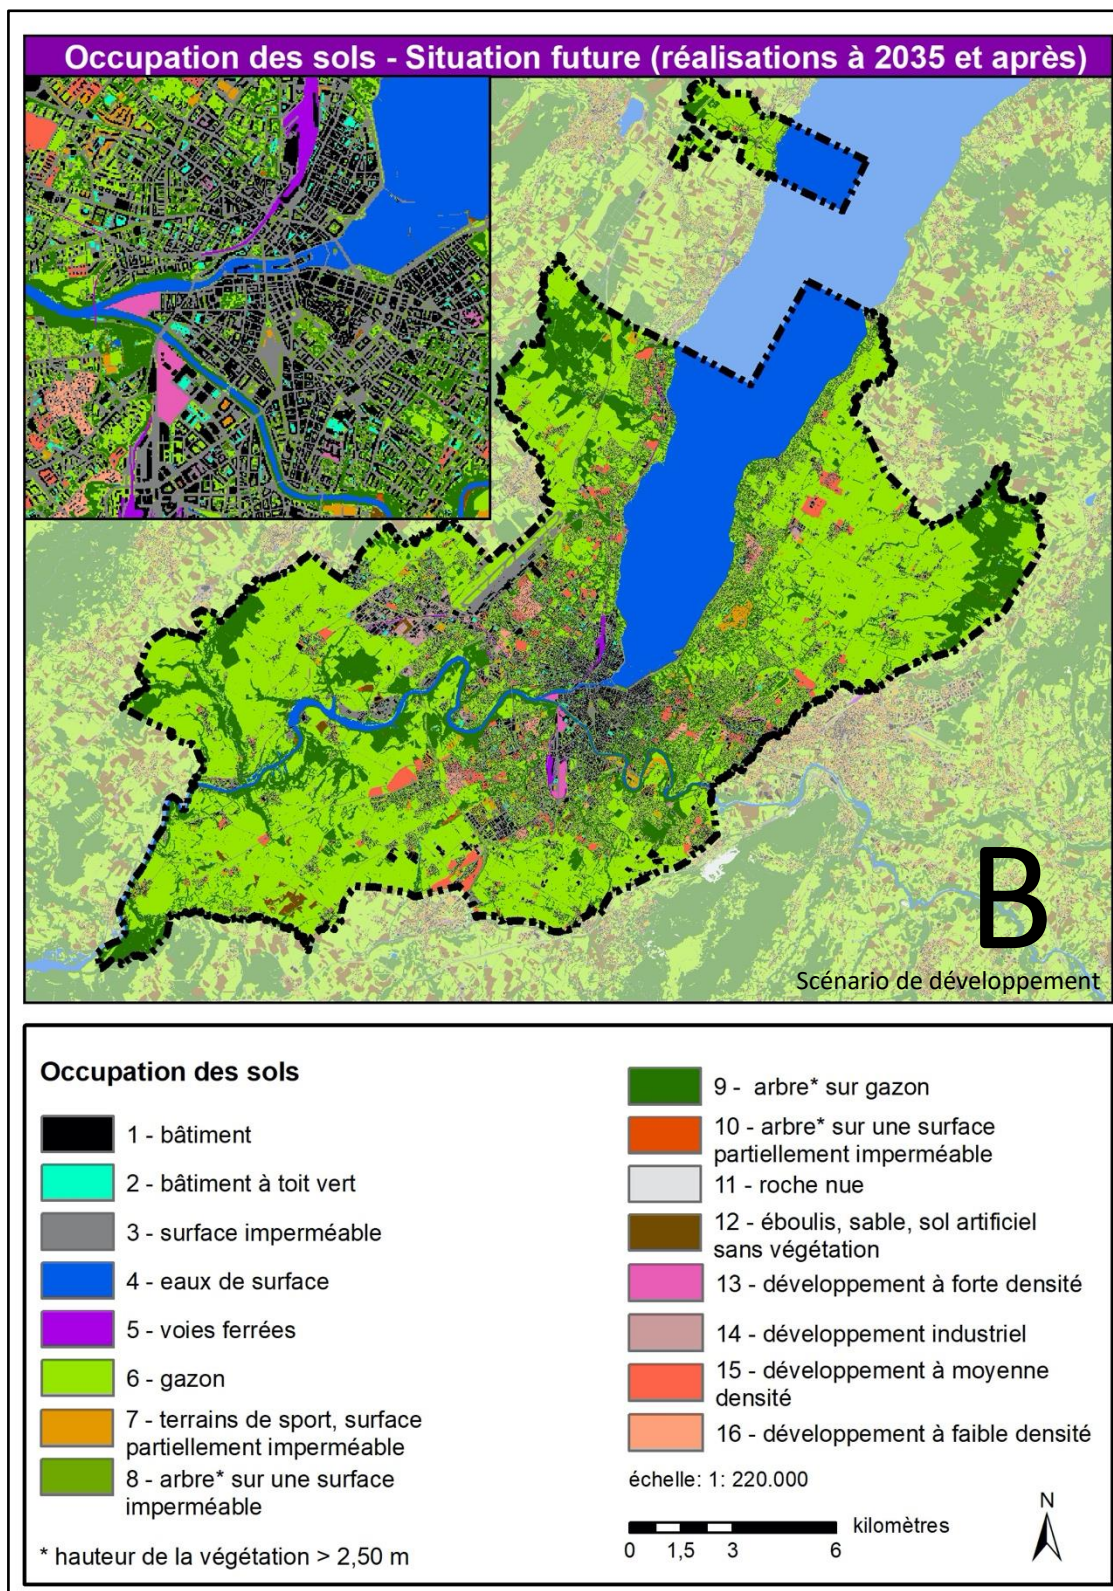 Occupation des sols - Situation future (réalisations à 2035 et après)
B
Scénario de développement
Occupation des sols
1 - bâtiment
2 - bâtiment à toit vert
3 - surface imperméable
4 - eaux de surface
5 - voies ferrées
6 - gazon
7 - terrains de sport, surface
partiellement imperméable
8 - arbre* sur une surface
imperméable
* hauteur de la végétation > 2,50 m
9 - arbre* sur gazon
10 - arbre* sur une surface
partiellement imperméable
11 - roche nue
12 - éboulis, sable, sol artificiel
sans végétation
13 - développement à forte densité
14 - développement industriel
15 - développement à moyenne
densité
16 - développement à faible densité
échelle: 1: 220.000
kilomètres
0 1,5 3 6
N